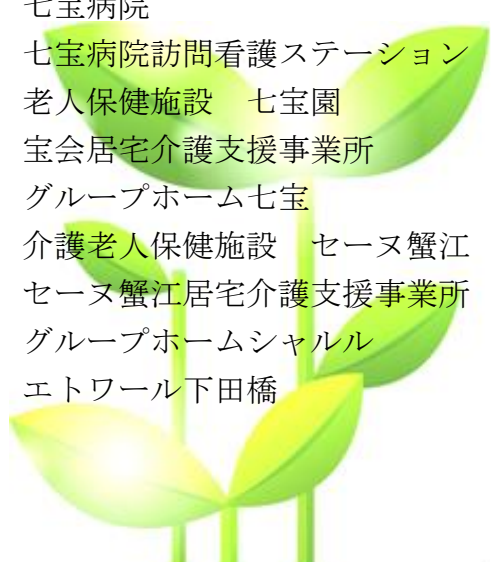 七宝病院
七宝病院訪問看護ステーション
老人保健施設　七宝園
宝会居宅介護支援事業所
グループホーム七宝
介護老人保健施設　セーヌ蟹江
セーヌ蟹江居宅介護支援事業所
グループホームシャルル
エトワール下田橋